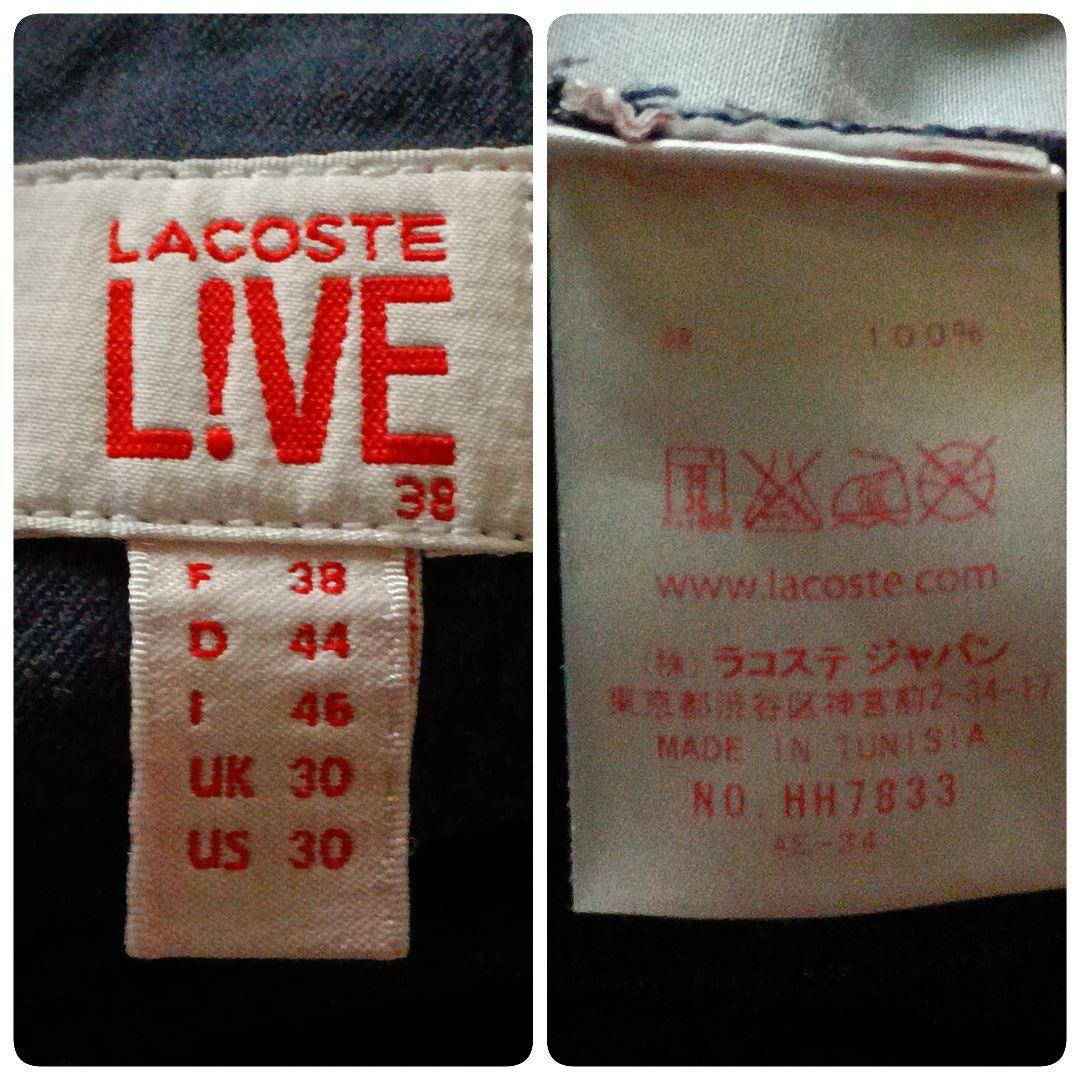 LACOSTE
L!VE
38
F 38
D 44
I 46
UK 30
US 30
100%
www.lacoste.com
(株) ラコステ ジャパン
東京都渋谷区神宮前2-34-17
MADE IN TUNISIA
NO. HH7833